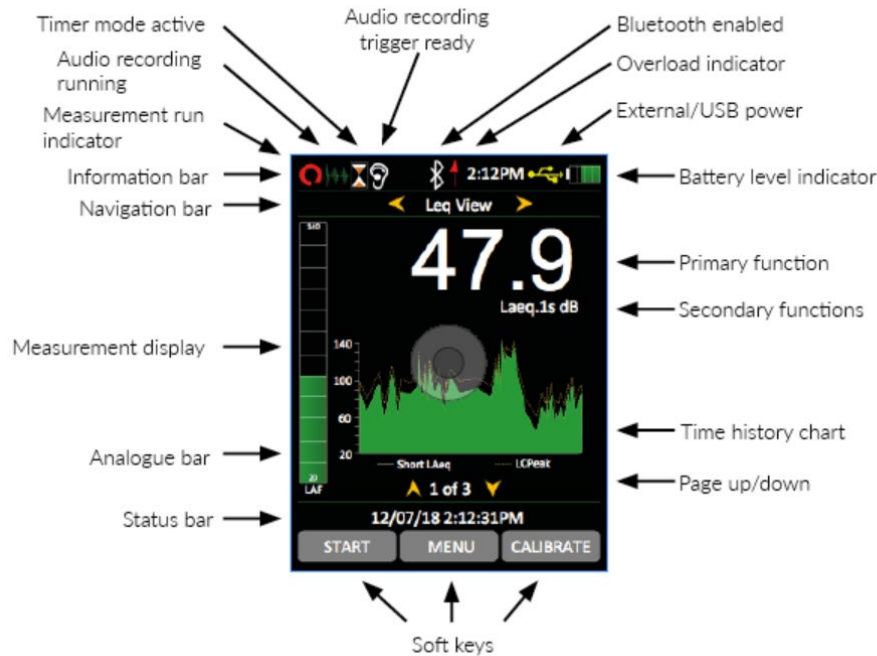 Timer mode active
Audio recording
trigger ready
Bluetooth enabled
Audio recording
running
Overload indicator
Measurement run
indicator
External/USB power
Information bar
2:12PM
Battery level indicator
Navigation bar
Leq View
140
47.9
Primary function
Laeq.1s dB
Secondary functions
Measurement display
140
100
60
20
Time history chart
Analogue bar
Short LAeq
LCPeak
20
LAF
1 of 3
Page up/down
Status bar
12/07/18 2:12:31PM
START
MENU
CALIBRATE
Soft keys